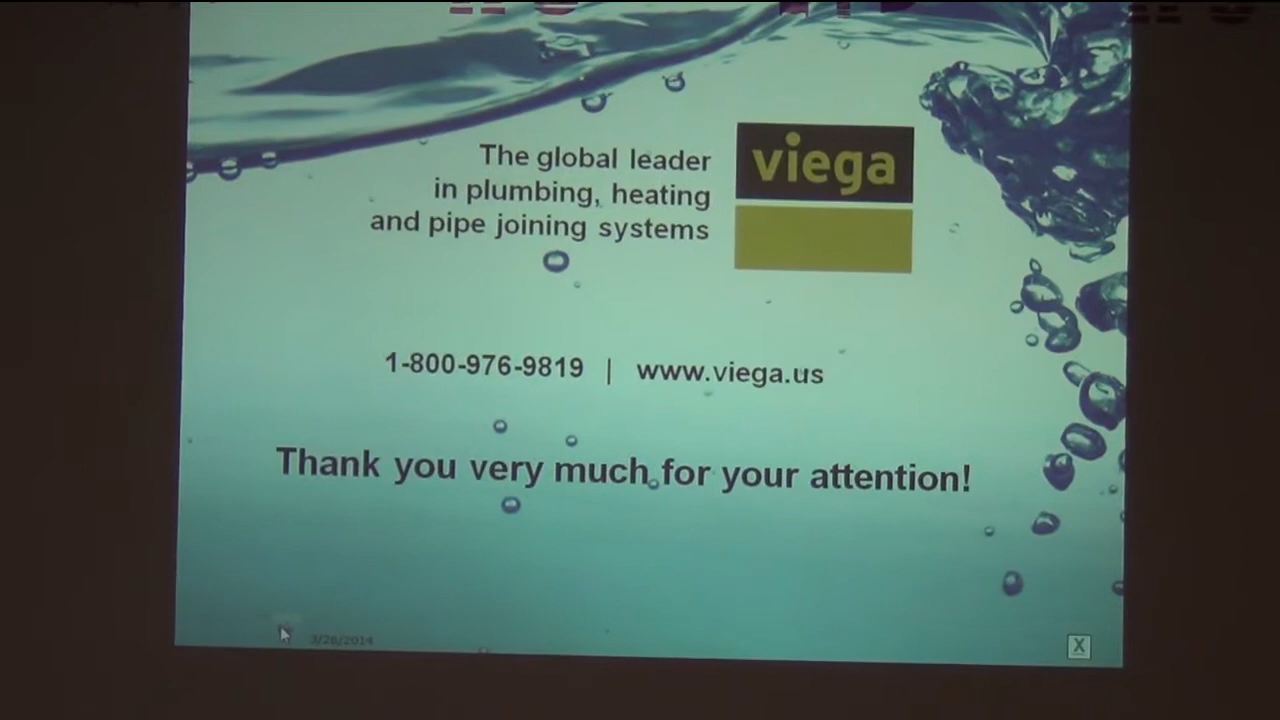 The global leader
in plumbing, heating
and pipe joining systems
viega
1-800-976-9819 | www.viega.us
Thank you very much for your attention!
3/26/2014
X